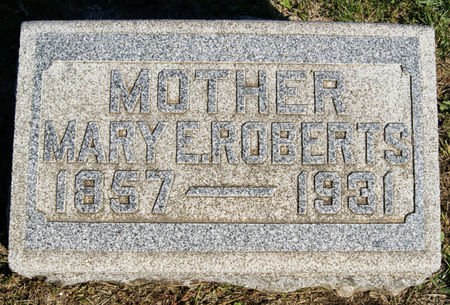 MOTHER
MARY E. ROBERTS
1857 — 1931